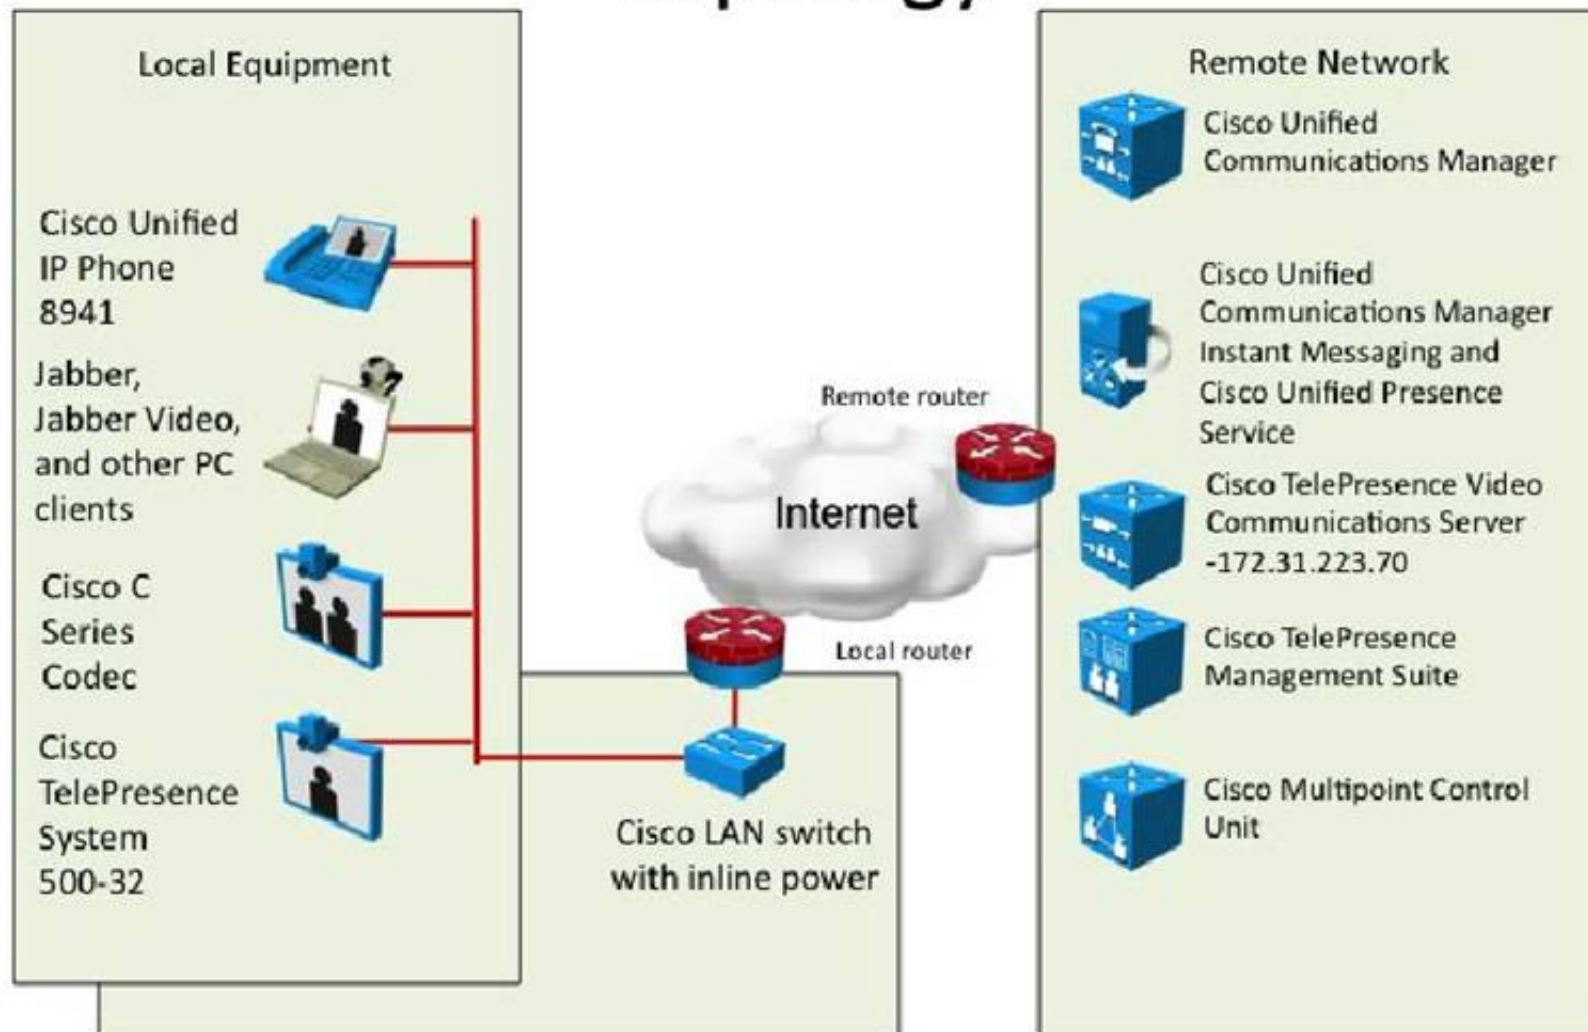 Local Equipment
Cisco Unified
IP Phone
8941
Jabber,
Jabber Video,
and other PC
clients
Cisco C
Series
Codec
Cisco
TelePresence
System
500-32
Remote router
Internet
Local router
Cisco LAN switch
with inline power
Remote Network
Cisco Unified
Communications Manager
Cisco Unified
Communications Manager
Instant Messaging and
Cisco Unified Presence
Service
Cisco TelePresence Video
Communications Server
-172.31.223.70
Cisco TelePresence
Management Suite
Cisco Multipoint Control
Unit